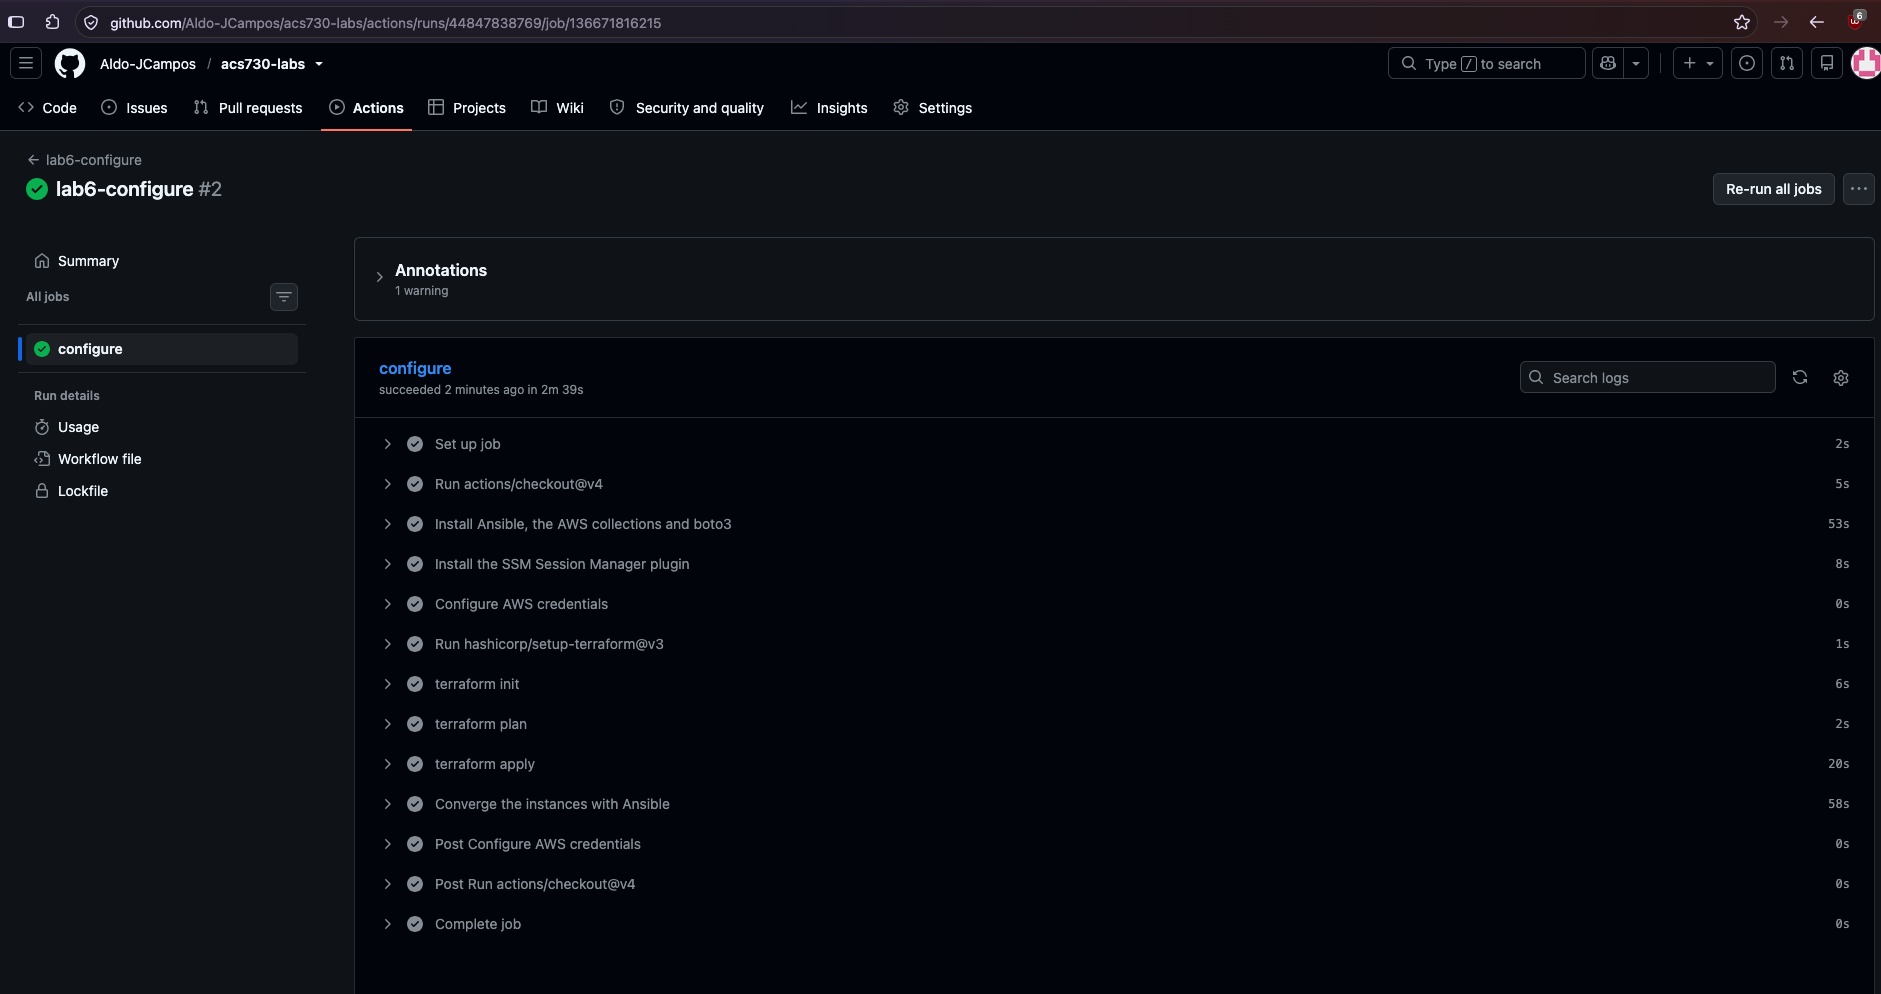 github.com/Aldo-JCampos/acs730-labs/actions/runs/44847838769/job/136671816215
6
Aldo-JCampos / acs730-labs
Type / to search
Code Issues Pull requests Actions Projects Wiki Security and quality Insights Settings
lab6-configure
lab6-configure #2
Re-run all jobs
Summary
All jobs
configure
Run details
Usage
Workflow file
Lockfile
Annotations
1 warning
configure
succeeded 2 minutes ago in 2m 39s
Search logs
Set up job 2s
Run actions/checkout@v4 5s
Install Ansible, the AWS collections and boto3 53s
Install the SSM Session Manager plugin 8s
Configure AWS credentials 0s
Run hashicorp/setup-terraform@v3 1s
terraform init 6s
terraform plan 2s
terraform apply 20s
Converge the instances with Ansible 58s
Post Configure AWS credentials 0s
Post Run actions/checkout@v4 0s
Complete job 0s